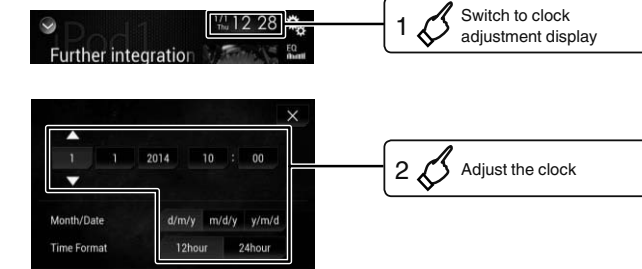 iPod1
1/1
Thu 12 28
EQ
Further integration
1 Switch to clock
adjustment display
1 1 2014 10 : 00
2 Adjust the clock
Month/Date d/m/y m/d/y y/m/d
Time Format 12hour 24hour